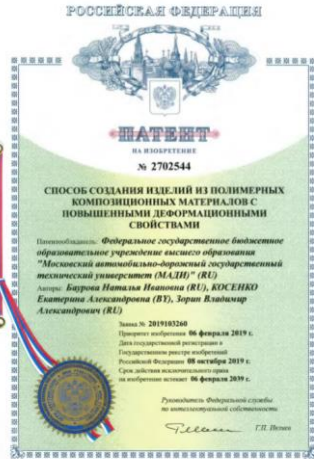 РОССИЙСКАЯ ФЕДЕРАЦИЯ
ПАТЕНТ
НА ИЗОБРЕТЕНИЕ
№ 2702544
СПОСОБ СОЗДАНИЯ ИЗДЕЛИЙ ИЗ ПОЛИМЕРНЫХ
КОМПОЗИЦИОННЫХ МАТЕРИАЛОВ С
ПОВЫШЕННЫМИ ДЕФОРМАЦИОННЫМИ
СВОЙСТВАМИ
Патентообладатель: Федеральное государственное бюджетное
образовательное учреждение высшего образования
"Московский автомобильно-дорожный государственный
технический университет (МАДИ)" (RU)
Авторы: Баурова Наталья Ивановна (RU), КОСЕНКО
Екатерина Александровна (BY), Зорин Владимир
Александрович (RU)
Заявка № 2019103260
Приоритет изобретения 06 февраля 2019 г.
Дата государственной регистрации в
Государственном реестре изобретений
Российской Федерации 08 октября 2019 г.
Срок действия исключительного права
на изобретение истекает 06 февраля 2039 г.
Руководитель Федеральной службы
по интеллектуальной собственности
Г.П. Ивлиев